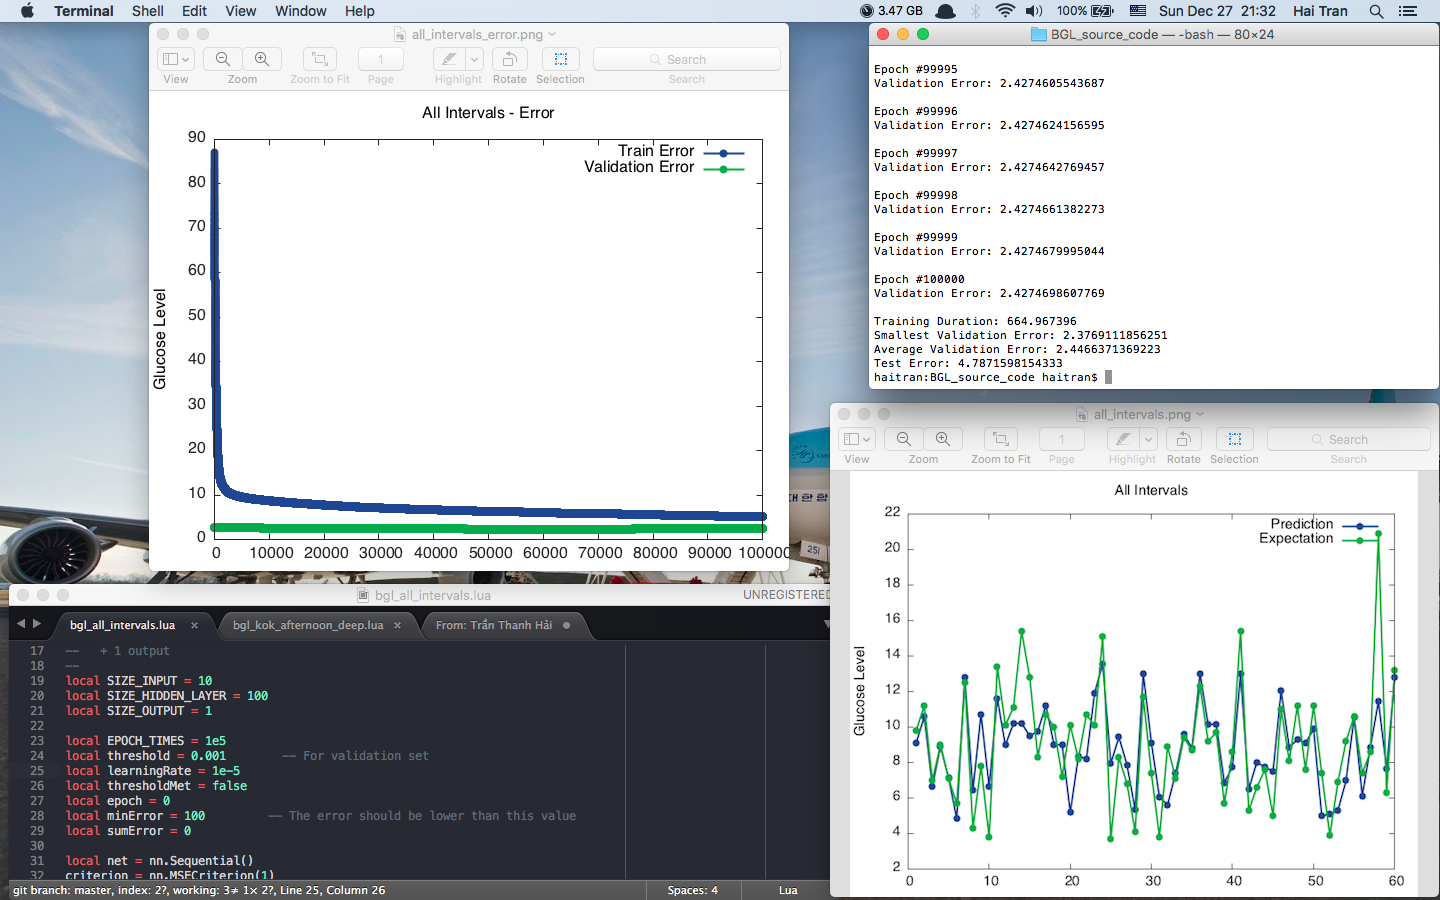 Terminal Shell Edit View Window Help 3.47 GB 100% Sun Dec 27 21:32 Hai Tran
all_intervals_error.png
1
Search
View Zoom Zoom to Fit Page Highlight Rotate Selection Search
All Intervals - Error
Train Error
Validation Error
Glucose Level
90
80
70
60
50
40
30
20
10
0
0 10000 20000 30000 40000 50000 60000 70000 80000 90000 100000
BGL_source_code — -bash — 80×24
Epoch #99995
Validation Error: 2.4274605543687
Epoch #99996
Validation Error: 2.4274624156595
Epoch #99997
Validation Error: 2.4274642769457
Epoch #99998
Validation Error: 2.4274661382273
Epoch #99999
Validation Error: 2.4274679995044
Epoch #100000
Validation Error: 2.4274698607769
Training Duration: 664.967396
Smallest Validation Error: 2.3769111856251
Average Validation Error: 2.4466371369223
Test Error: 4.7871598154333
haitran:BGL_source_code haitran$
대한항
251
bgl_all_intervals.lua UNREGISTERED
bgl_all_intervals.lua × bgl_kok_afternoon_deep.lua × From: Trần Thanh Hải
17 -- + 1 output
18 --
19 local SIZE_INPUT = 10
20 local SIZE_HIDDEN_LAYER = 100
21 local SIZE_OUTPUT = 1
22
23 local EPOCH_TIMES = 1e5
24 local threshold = 0.001 -- For validation set
25 local learningRate = 1e-5
26 local thresholdMet = false
27 local epoch = 0
28 local minError = 100 -- The error should be lower than this value
29 local sumError = 0
30
31 local net = nn.Sequential()
32 criterion = nn.MSECriterion(1)
git branch: master, index: 2?, working: 3≠ 1× 2?, Line 25, Column 26 Spaces: 4 Lua
all_intervals.png
1
Search
View Zoom Zoom to Fit Page Highlight Rotate Selection Search
All Intervals
Prediction
Expectation
Glucose Level
22
20
18
16
14
12
10
8
6
4
2
0 10 20 30 40 50 60